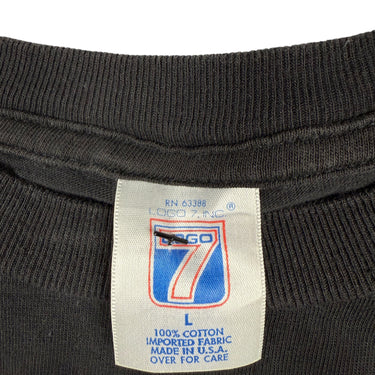 RN 63388
LOGO 7, INC. ®
LOGO
7
L
100% COTTON
IMPORTED FABRIC
MADE IN U.S.A.
OVER FOR CARE